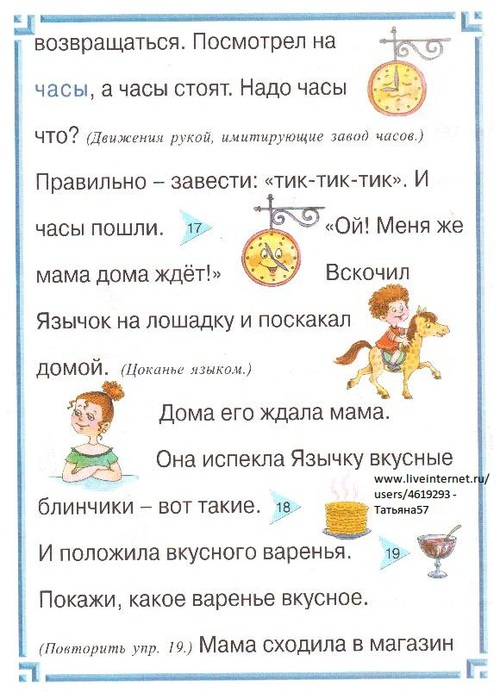 возвращаться. Посмотрел на
часы, а часы стоят. Надо часы
что? (Движения рукой, имитирующие завод часов.)
Правильно – завести: «тик-тик-тик». И
часы пошли. 17 «Ой! Меня же
мама дома ждёт!» Вскочил
Язычок на лошадку и поскакал
домой. (Цоканье языком.)
Дома его ждала мама.
Она испекла Язычку вкусные
www.liveinternet.ru/
users/4619293 -
Татьяна57
блинчики – вот такие. 18
И положила вкусного варенья. 19
Покажи, какое варенье вкусное.
(Повторить упр. 19.) Мама сходила в магазин